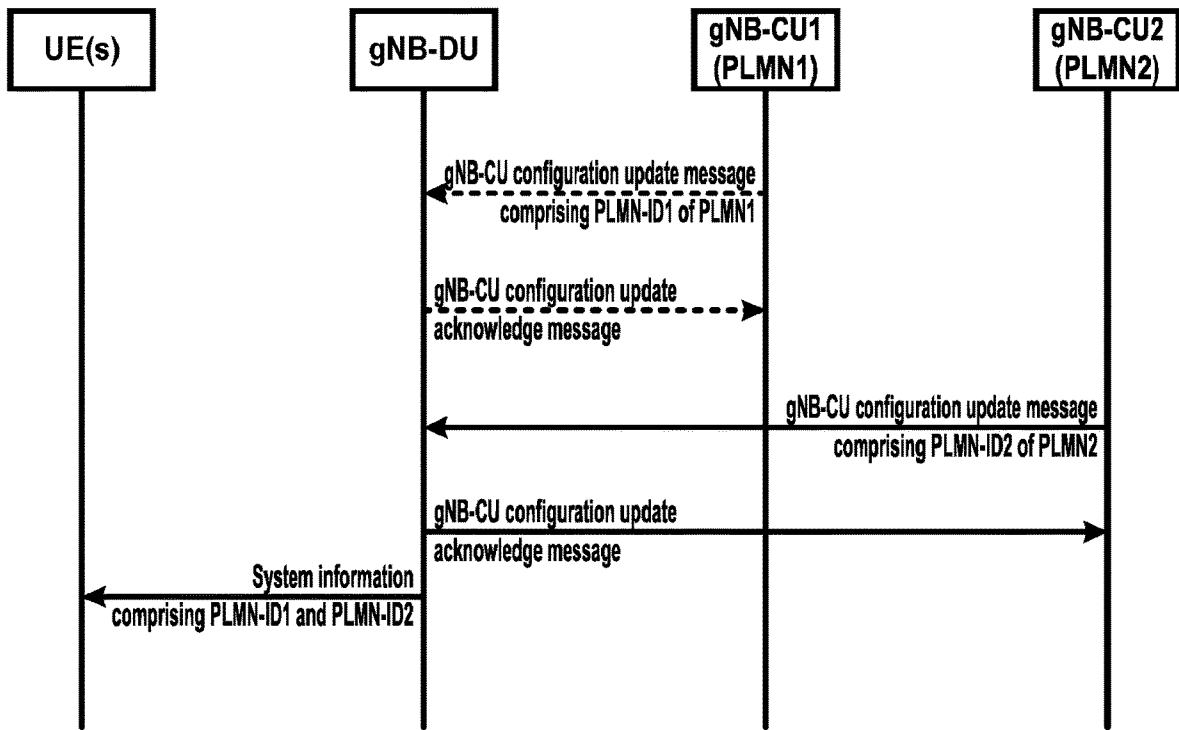 UE(s)
gNB-DU
gNB-CU1
(PLMN1)
gNB-CU2
(PLMN2)
gNB-CU configuration update message
comprising PLMN-ID1 of PLMN1
gNB-CU configuration update
acknowledge message
gNB-CU configuration update message
comprising PLMN-ID2 of PLMN2
gNB-CU configuration update
acknowledge message
System information
comprising PLMN-ID1 and PLMN-ID2